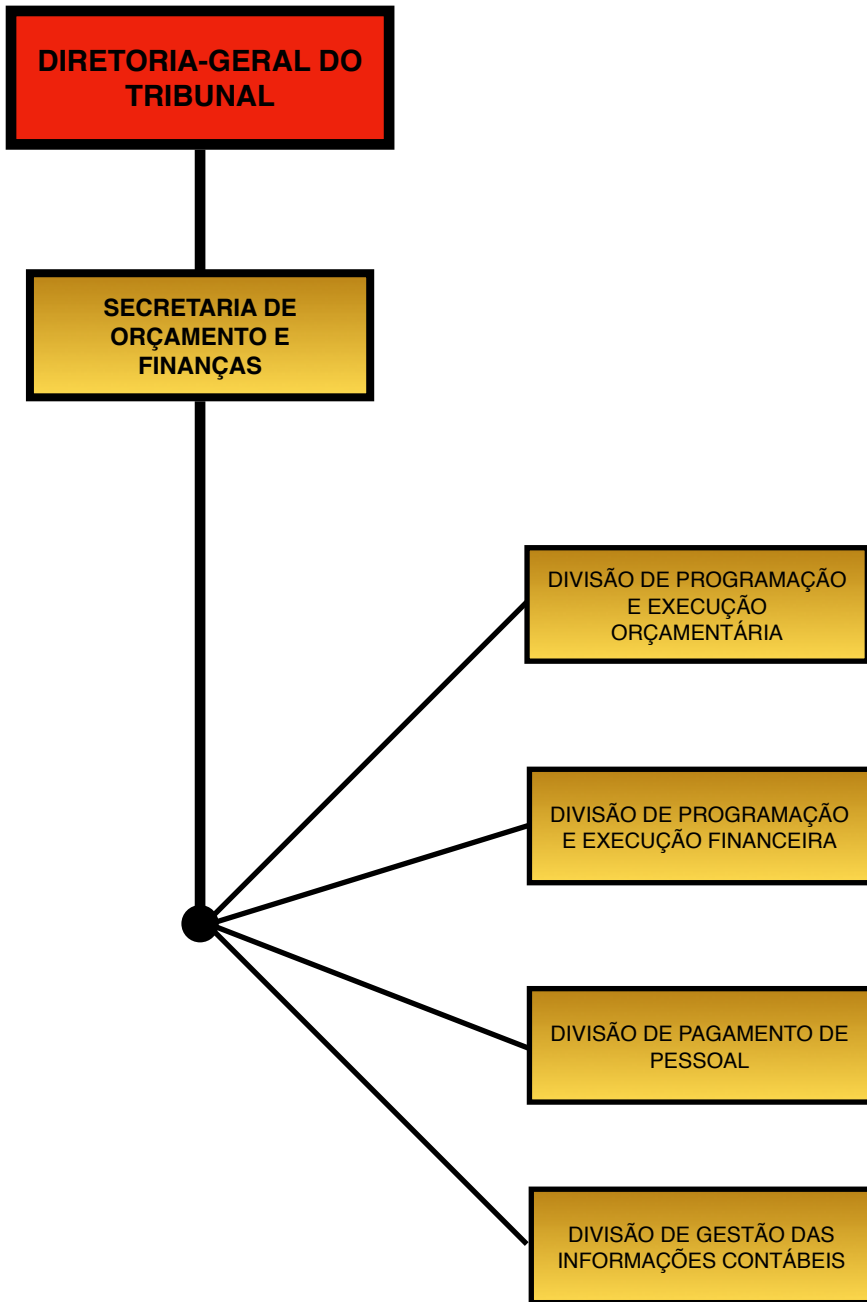 DIRETORIA-GERAL DO
TRIBUNAL
SECRETARIA DE
ORÇAMENTO E
FINANÇAS
DIVISÃO DE PROGRAMAÇÃO
E EXECUÇÃO
ORÇAMENTÁRIA
DIVISÃO DE PROGRAMAÇÃO
E EXECUÇÃO FINANCEIRA
DIVISÃO DE PAGAMENTO DE
PESSOAL
DIVISÃO DE GESTÃO DAS
INFORMAÇÕES CONTÁBEIS